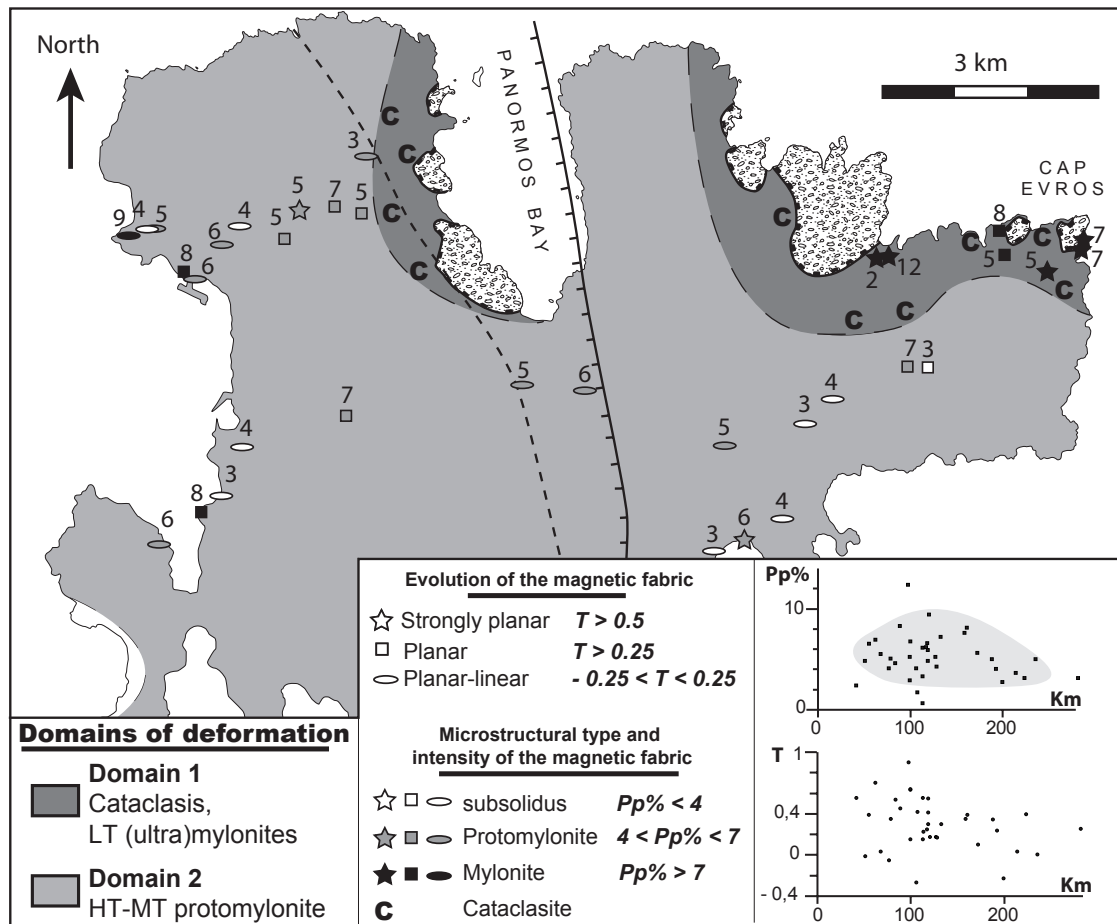 North
3 km
PANORMOS BAY
CAP
EVROS
3
C
C
5
7
5
C
5
4
9
4
5
6
8
6
C
C
8
C
C
7
7
2
12
5
5
C
C
C
7
3
5
6
4
3
7
5
4
3
8
6
4
3
6
Evolution of the magnetic fabric
Strongly planar T > 0.5
Planar T > 0.25
Planar-linear - 0.25 < T < 0.25
Microstructural type and
intensity of the magnetic fabric
subsolidus Pp% < 4
Protomylonite 4 < Pp% < 7
Mylonite Pp% > 7
C Cataclasite
Domains of deformation
Domain 1
Cataclasis,
LT (ultra)mylonites
Domain 2
HT-MT protomylonite
Pp%
10
0
Km
0 100 200
T
1
0,4
0
- 0,4
Km
0 100 200